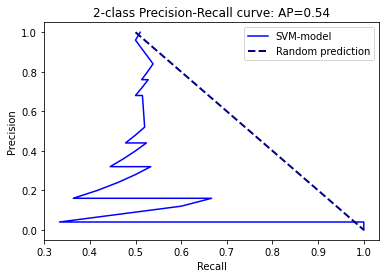 2-class Precision-Recall curve: AP=0.54
SVM-model
Random prediction
Precision
1.0
0.8
0.6
0.4
0.2
0.0
0.3 0.4 0.5 0.6 0.7 0.8 0.9 1.0
Recall